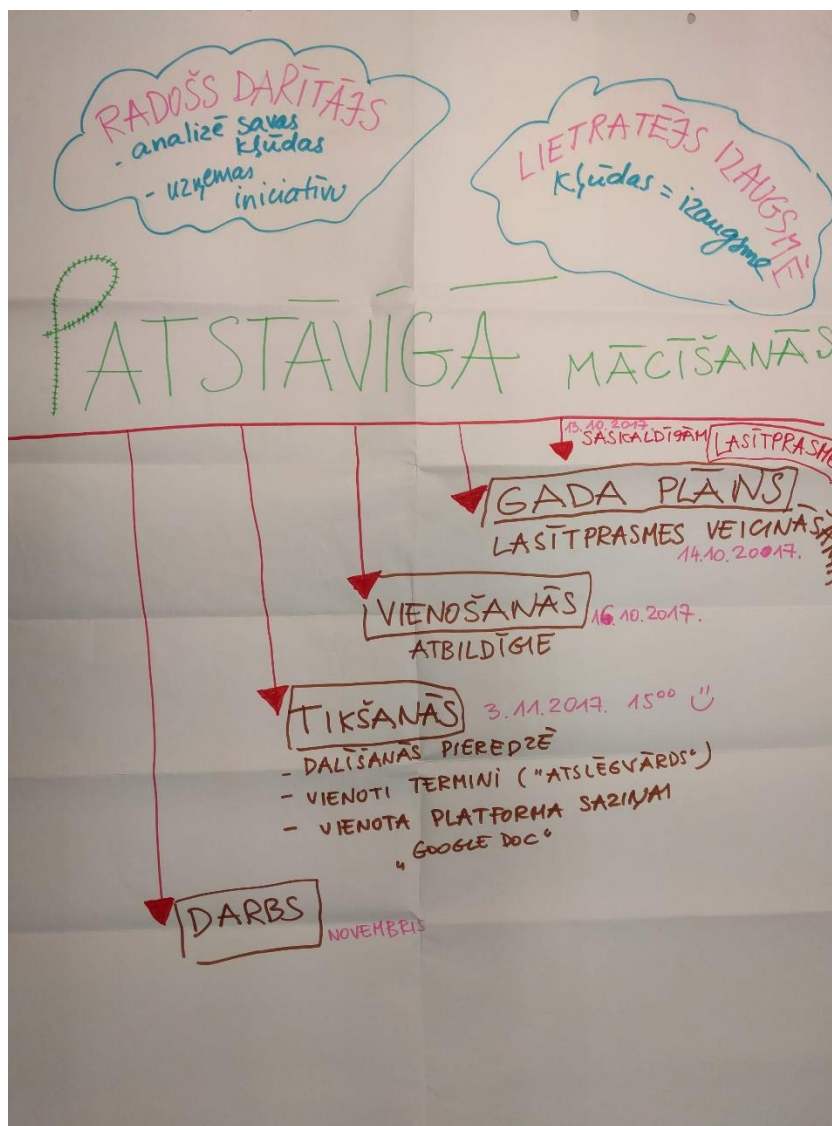 RADOŠS DARĪTĀJS
- analizē savas
kļūdas
- uzņemas
iniciatīvu
LIETRATĒJS IZAUGSMĒ
Kļūdas = izaugsme
PATSTĀVĪGĀ MĀCĪŠANĀS
13.10.2017.
SASKALDĪJĀM LASĪTPRASME
GADA PLĀNS
LASĪTPRASMES VEICINĀŠANA
14.10.2017.
VIENOŠANĀS 16.10.2017.
ATBILDĪGIE
TIKŠANĀS 3.11.2017. 15⁰⁰
- DALĪŠANĀS PIEREDZĒ
- VIENOTI TERMINI ("ATSLĒGVĀRDS")
- VIENOTA PLATFORMA SAZIŅAI
"GOOGLE DOC"
DARBS NOVEMBRIS